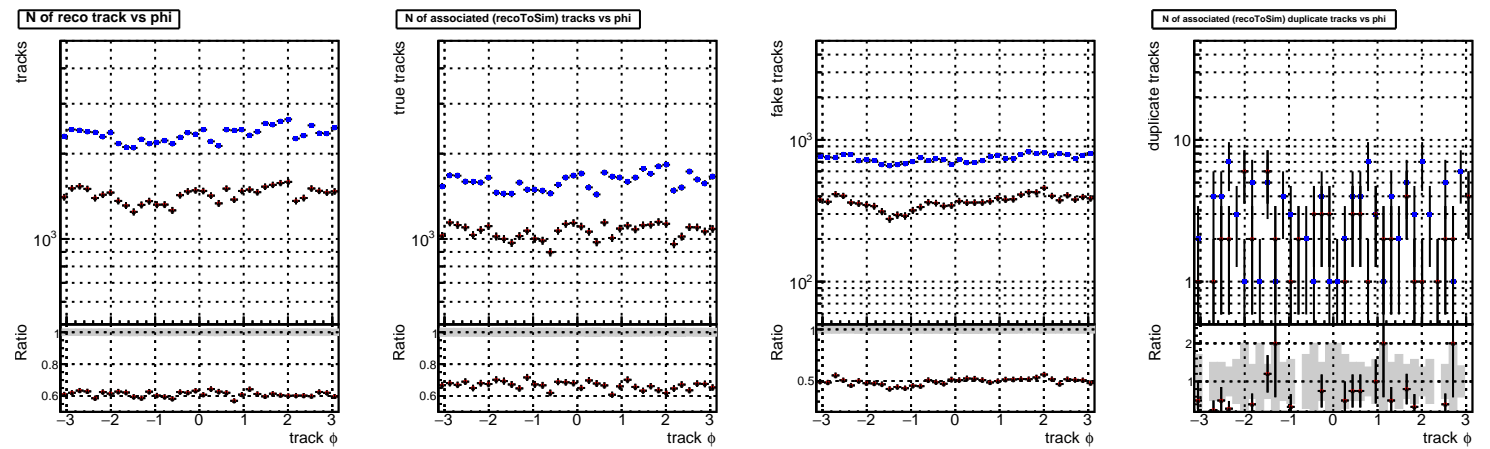 N of reco track vs phi
tracks
10³
Ratio
1
0.8
0.6
−3 −2 −1 0 1 2 3
track ϕ
N of associated (recoToSim) tracks vs phi
true tracks
10³
Ratio
1
0.8
0.6
−3 −2 −1 0 1 2 3
track ϕ
fake tracks
10³
10²
Ratio
1
0.5
−3 −2 −1 0 1 2 3
track ϕ
N of associated (recoToSim) duplicate tracks vs phi
duplicate tracks
10
1
Ratio
2
1
−3 −2 −1 0 1 2 3
track ϕ